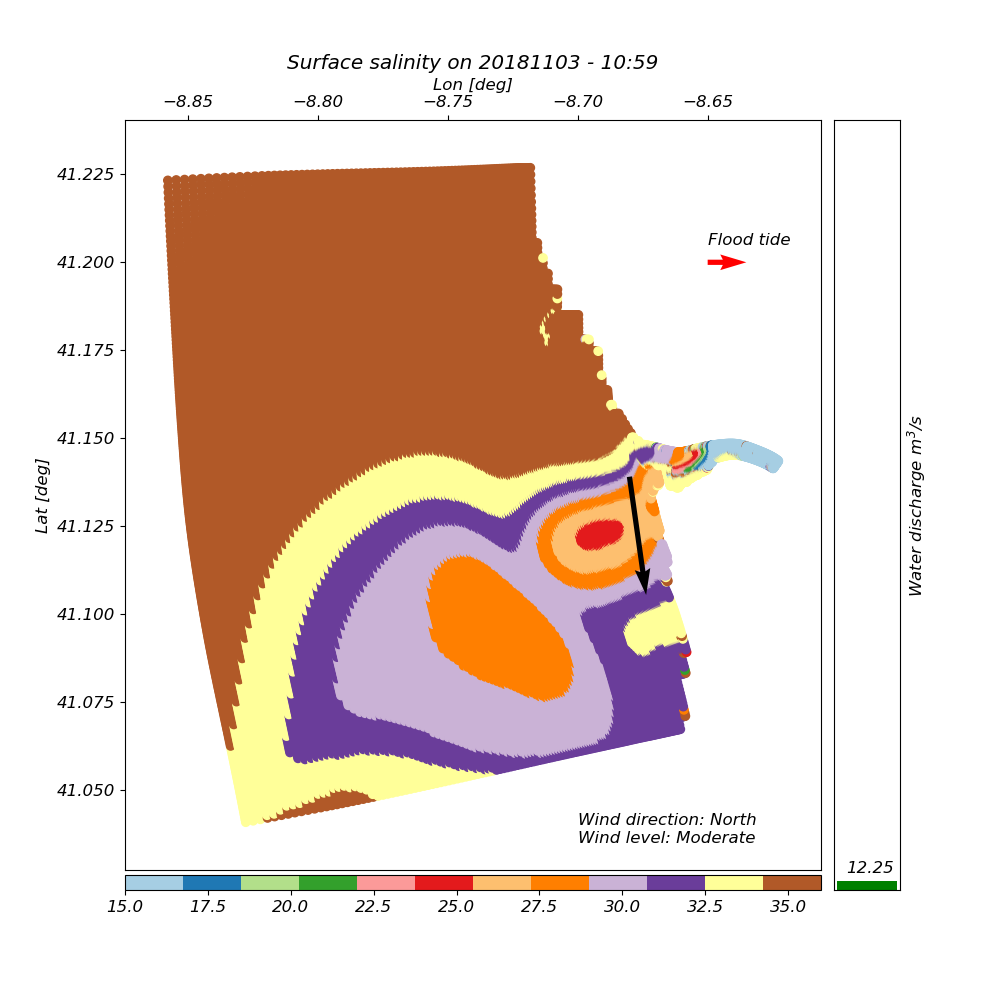 Surface salinity on 20181103 - 10:59
Lon [deg]
−8.85 −8.80 −8.75 −8.70 −8.65
41.225
41.200
41.175
41.150
41.125
41.100
41.075
41.050
Lat [deg]
Flood tide
Wind direction: North
Wind level: Moderate
Water discharge m³/s
12.25
15.0 17.5 20.0 22.5 25.0 27.5 30.0 32.5 35.0